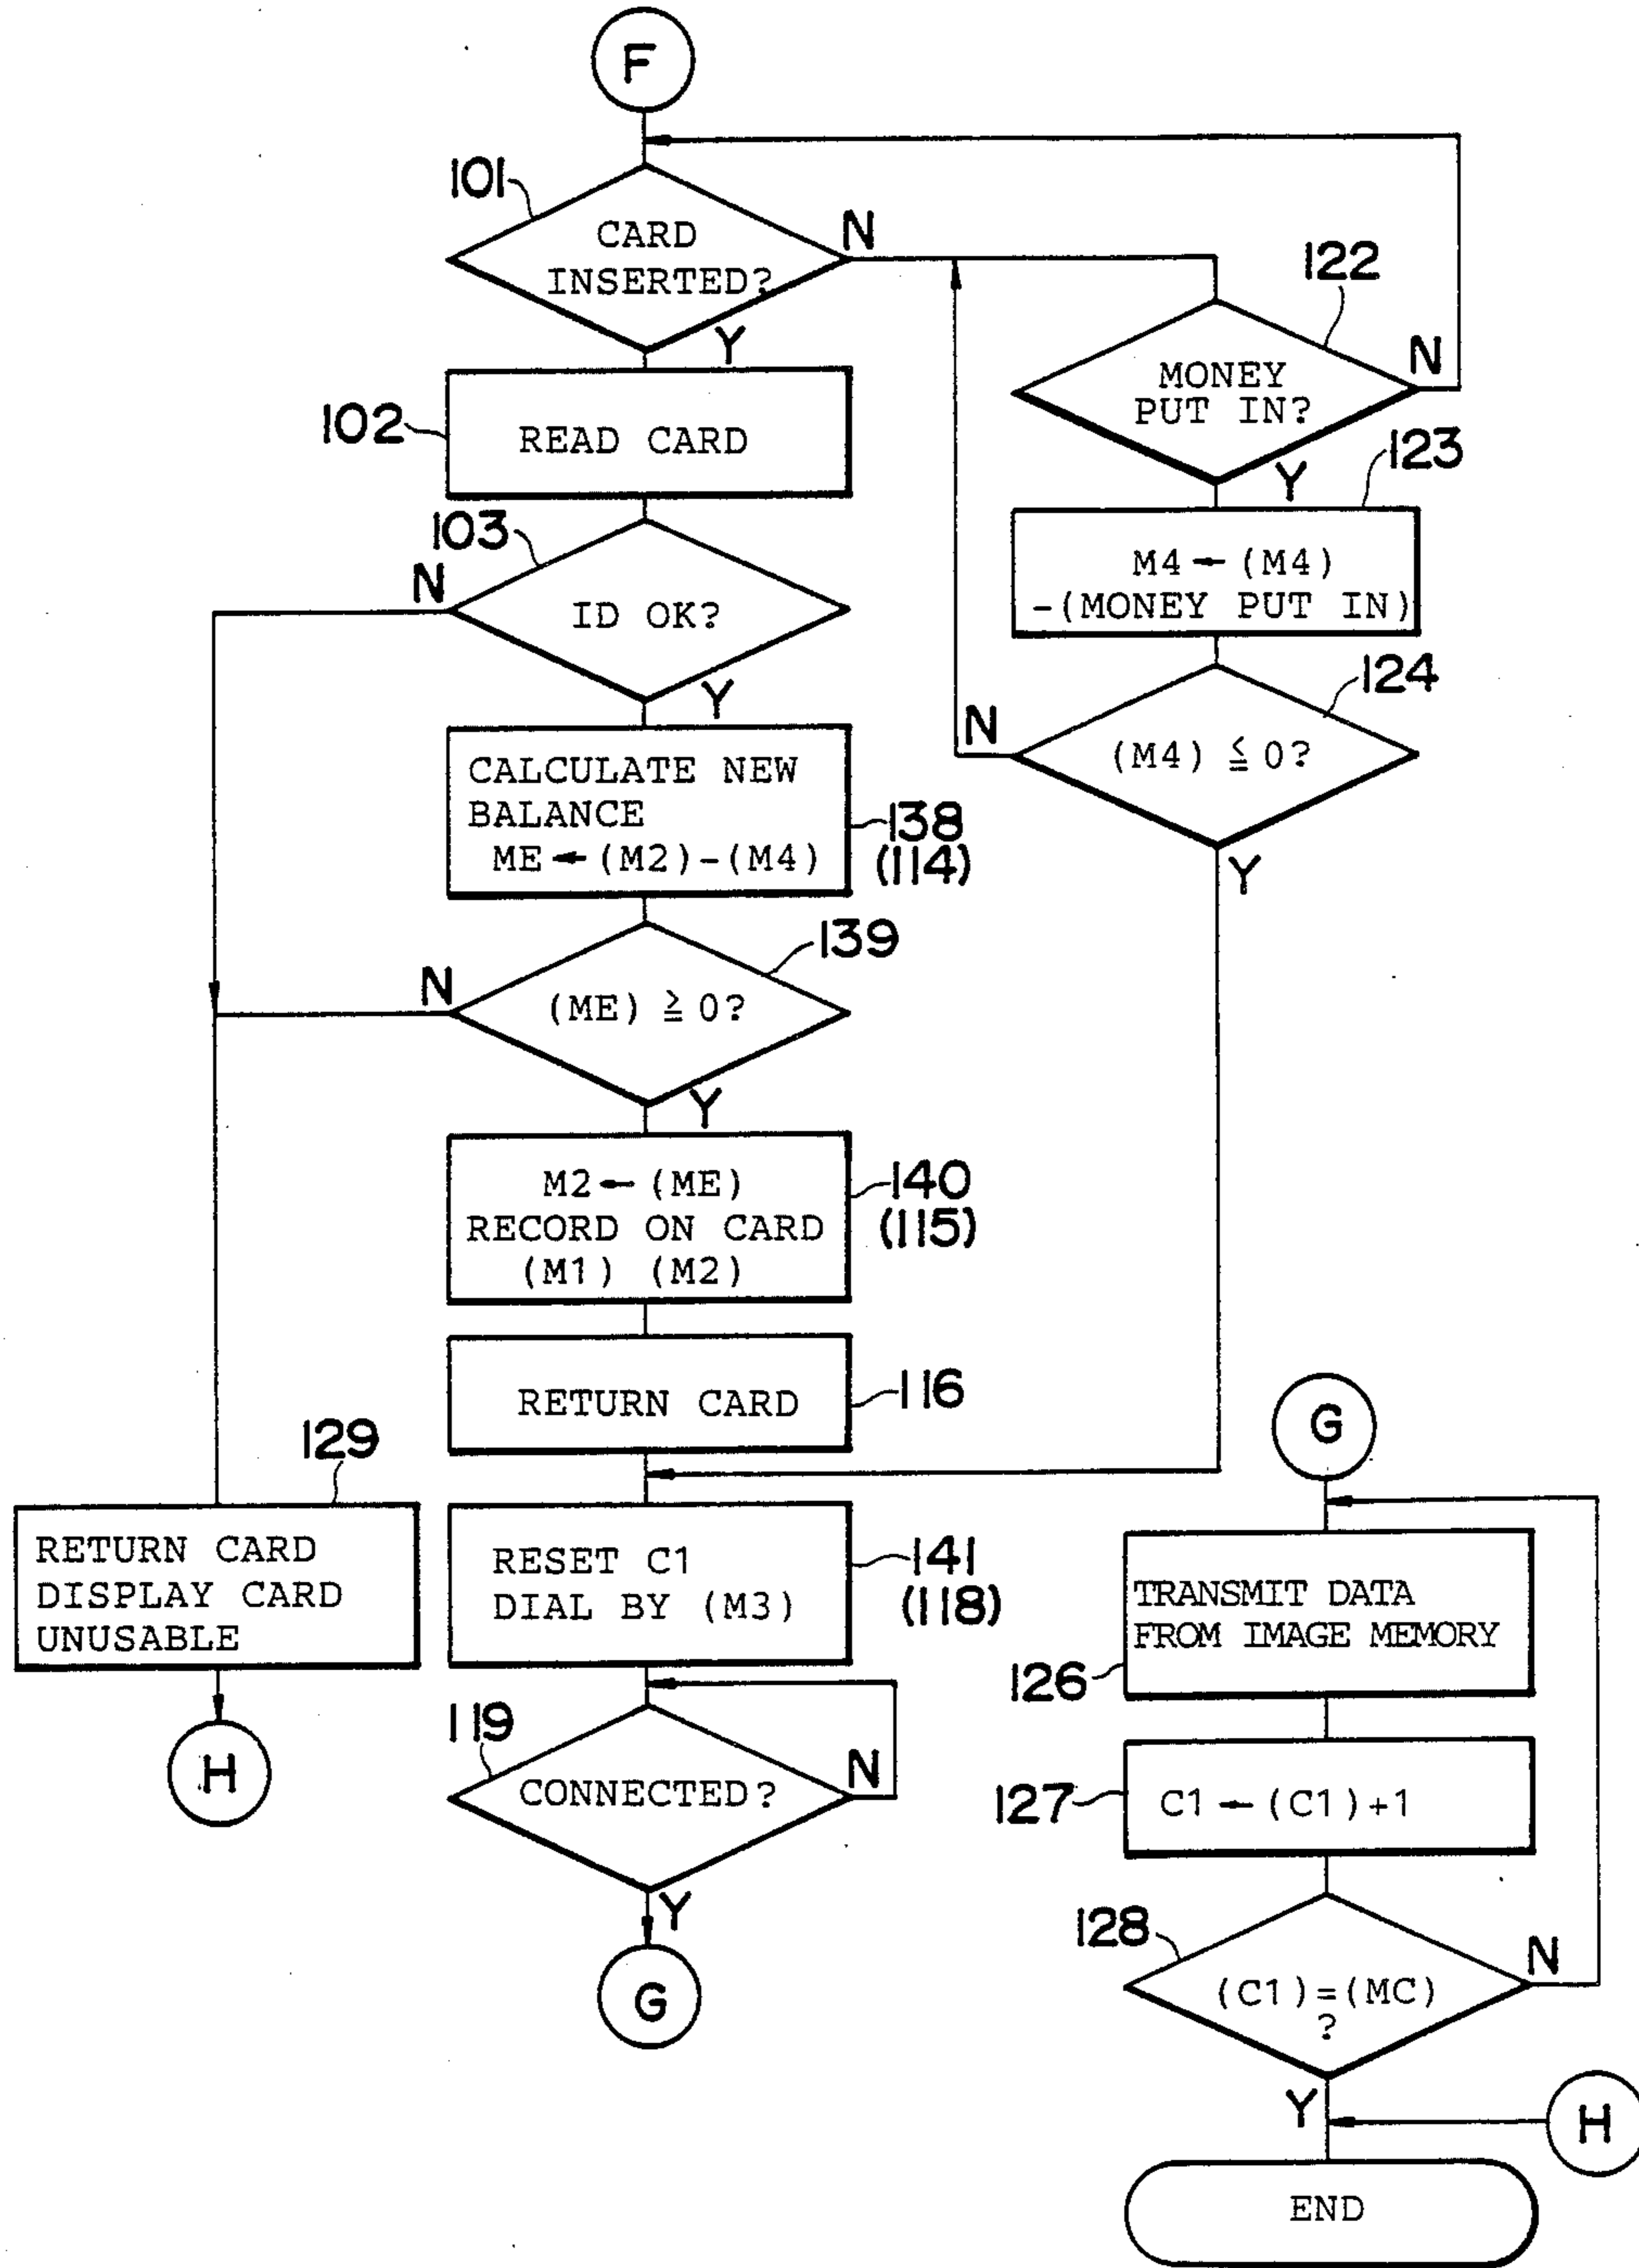 F
101
CARD
INSERTED?
N
Y
122
MONEY
PUT IN?
N
Y
102
READ CARD
123
M4 ← (M4)
-(MONEY PUT IN)
103
N
ID OK?
Y
124
N
(M4) ≦ 0?
Y
CALCULATE NEW
BALANCE
ME ← (M2)-(M4)
138
(114)
139
N
(ME) ≧ 0?
Y
M2 ← (ME)
RECORD ON CARD
(M1) (M2)
140
(115)
RETURN CARD
116
129
RETURN CARD
DISPLAY CARD
UNUSABLE
H
RESET C1
DIAL BY (M3)
141
(118)
119
CONNECTED?
N
Y
G
G
TRANSMIT DATA
FROM IMAGE MEMORY
126
127
C1 ← (C1)+1
128
(C1)=(MC)
?
N
Y
H
END